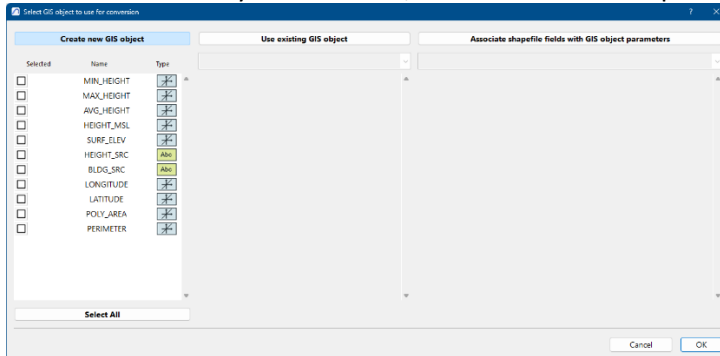 Select GIS object to use for conversion
Create new GIS object
Use existing GIS object
Associate shapefile fields with GIS object parameters
Selected Name Type
MIN_HEIGHT
MAX_HEIGHT
AVG_HEIGHT
HEIGHT_MSL
SURF_ELEV
HEIGHT_SRC Abc
BLDG_SRC Abc
LONGITUDE
LATITUDE
POLY_AREA
PERIMETER
Select All
Cancel OK